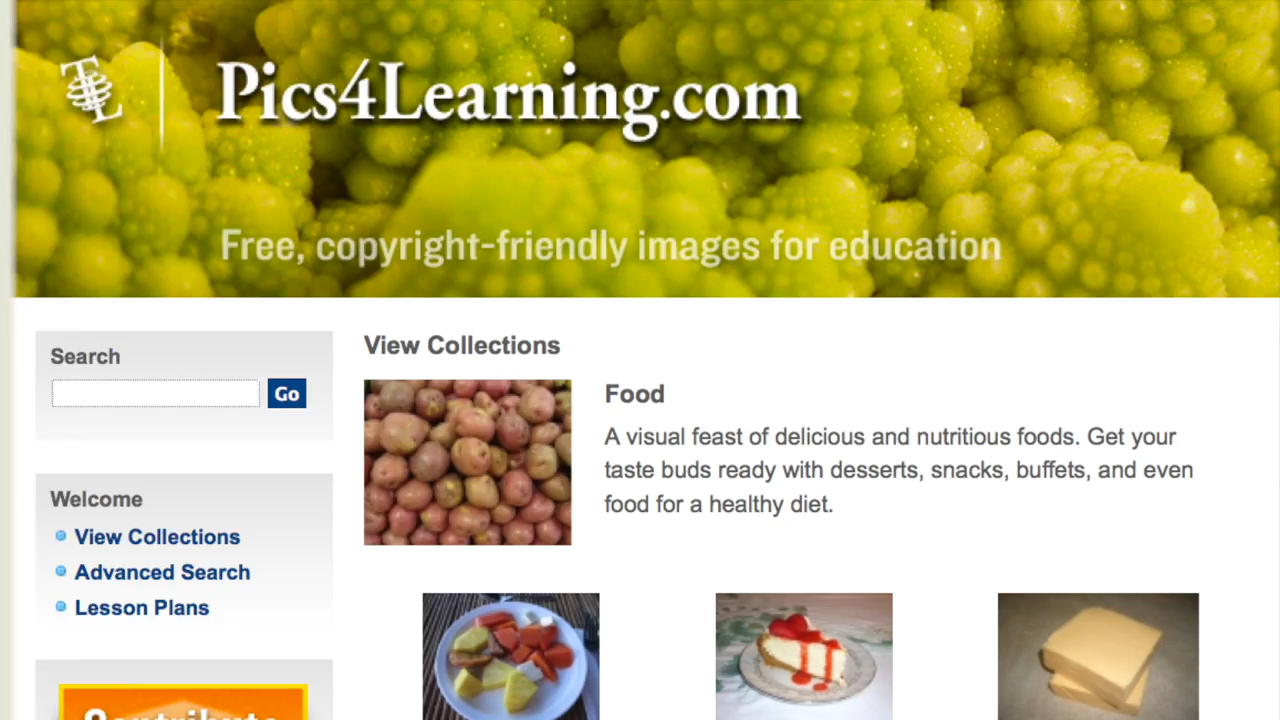 TL
Pics4Learning.com
Free, copyright-friendly images for education
Search
Go
Welcome
View Collections
Advanced Search
Lesson Plans
Contribute
View Collections
Food
A visual feast of delicious and nutritious foods. Get your
taste buds ready with desserts, snacks, buffets, and even
food for a healthy diet.